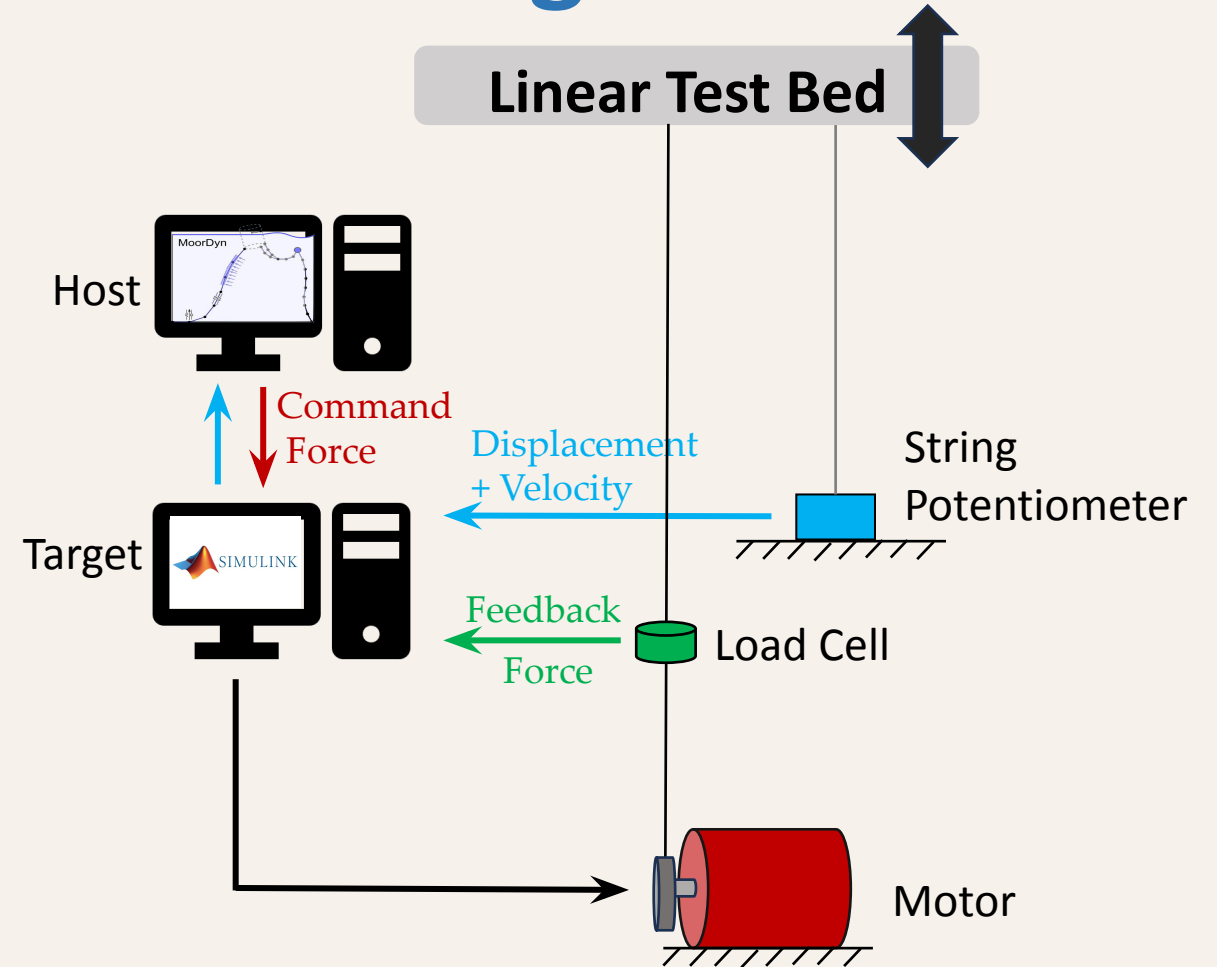 Linear Test Bed
MoorDyn
Host
Command
Force
Displacement
+ Velocity
String
Potentiometer
Target
SIMULINK
Feedback
Force
Load Cell
Motor